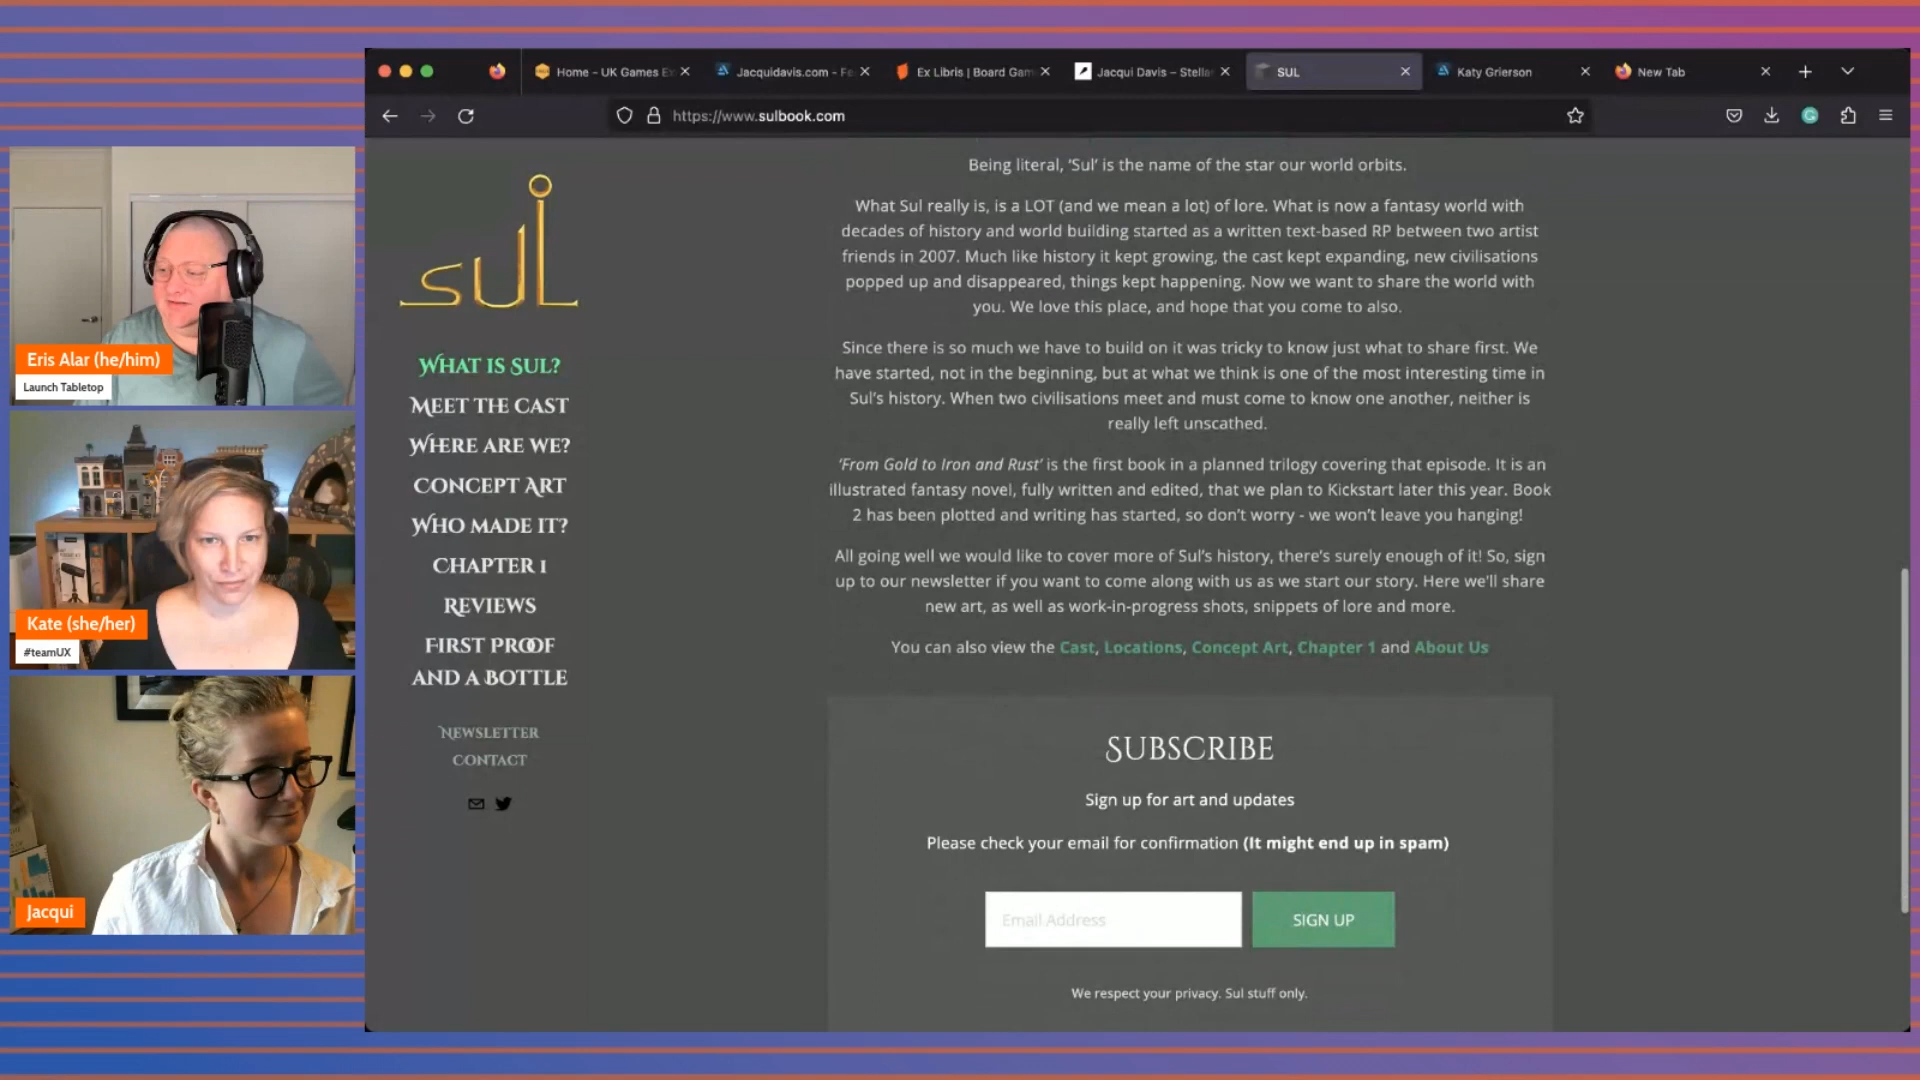 Home – UK Games Ex
Jacquidavis.com - Fe
Ex Libris | Board Gam
Jacqui Davis – Stella
SUL
Katy Grierson
New Tab
https://www.sulbook.com
Eris Alar (he/him)
Launch Tabletop
Kate (she/her)
#teamUX
Jacqui
SUL
What is Sul?
Meet the Cast
Where are we?
Concept Art
Who made it?
Chapter 1
Reviews
First Proof
and a Bottle
Newsletter
Contact
Being literal, ‘Sul’ is the name of the star our world orbits.
What Sul really is, is a LOT (and we mean a lot) of lore. What is now a fantasy world with
decades of history and world building started as a written text-based RP between two artist
friends in 2007. Much like history it kept growing, the cast kept expanding, new civilisations
popped up and disappeared, things kept happening. Now we want to share the world with
you. We love this place, and hope that you come to also.
Since there is so much we have to build on it was tricky to know just what to share first. We
have started, not in the beginning, but at what we think is one of the most interesting time in
Sul’s history. When two civilisations meet and must come to know one another, neither is
really left unscathed.
‘From Gold to Iron and Rust’ is the first book in a planned trilogy covering that episode. It is an
illustrated fantasy novel, fully written and edited, that we plan to Kickstart later this year. Book
2 has been plotted and writing has started, so don’t worry - we won’t leave you hanging!
All going well we would like to cover more of Sul’s history, there’s surely enough of it! So, sign
up to our newsletter if you want to come along with us as we start our story. Here we’ll share
new art, as well as work-in-progress shots, snippets of lore and more.
You can also view the Cast, Locations, Concept Art, Chapter 1 and About Us
Subscribe
Sign up for art and updates
Please check your email for confirmation (It might end up in spam)
Email Address
SIGN UP
We respect your privacy. Sul stuff only.